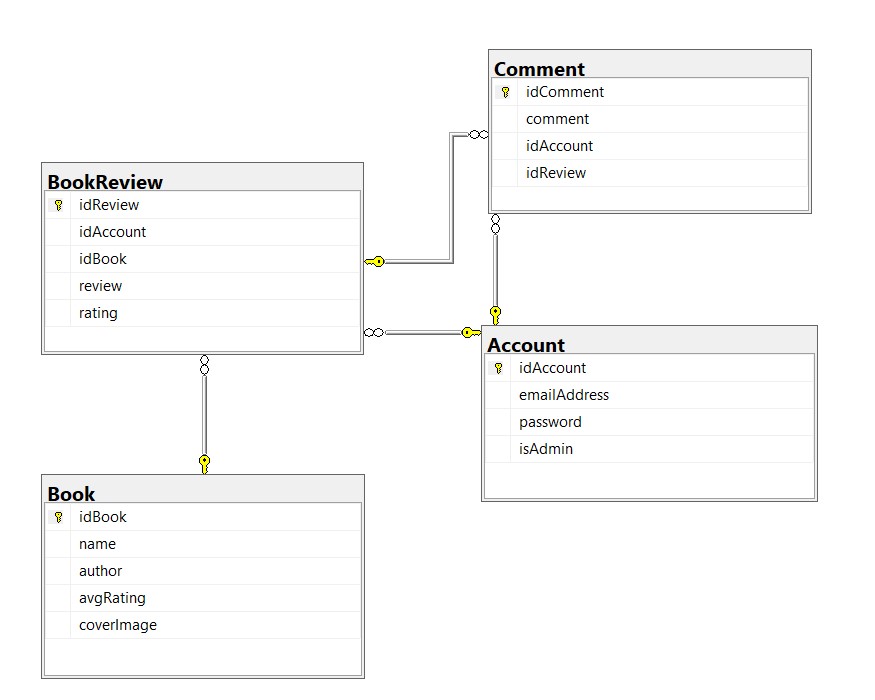 Comment
idComment
comment
idAccount
idReview
BookReview
idReview
idAccount
idBook
review
rating
Account
idAccount
emailAddress
password
isAdmin
Book
idBook
name
author
avgRating
coverImage